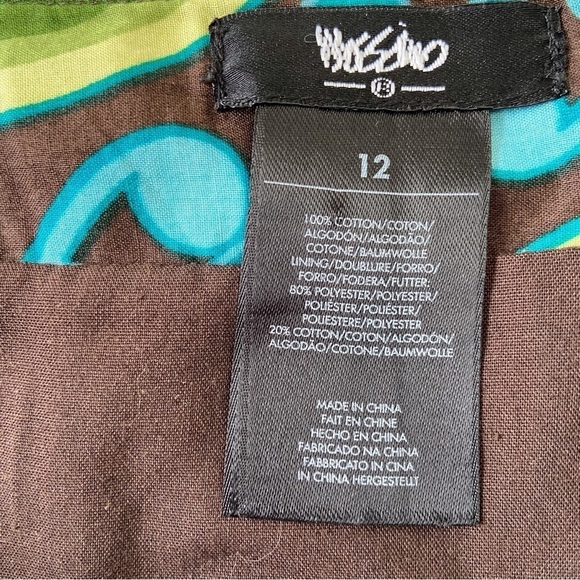 Mossimo
12
100% COTTON/COTON/
ALGODÓN/ALGODÃO/
COTONE/BAUMWOLLE
LINING/DOUBLURE/FORRO/
FORRO/FODERA/FUTTER:
80% POLYESTER/POLYESTER/
POLIÉSTER/POLIÉSTER/
POLIESTERE/POLYESTER
20% COTTON/COTON/ALGODÓN/
ALGODÃO/COTONE/BAUMWOLLE
MADE IN CHINA
FAIT EN CHINE
HECHO EN CHINA
FABRICADO NA CHINA
FABBRICATO IN CINA
IN CHINA HERGESTELLT